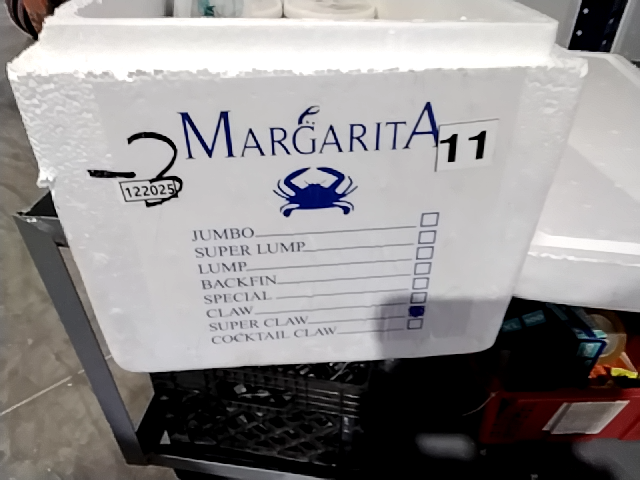 MARGARITA
11
-3
122025
JUMBO
SUPER LUMP
LUMP
BACKFIN
SPECIAL
CLAW
SUPER CLAW
COCKTAIL CLAW